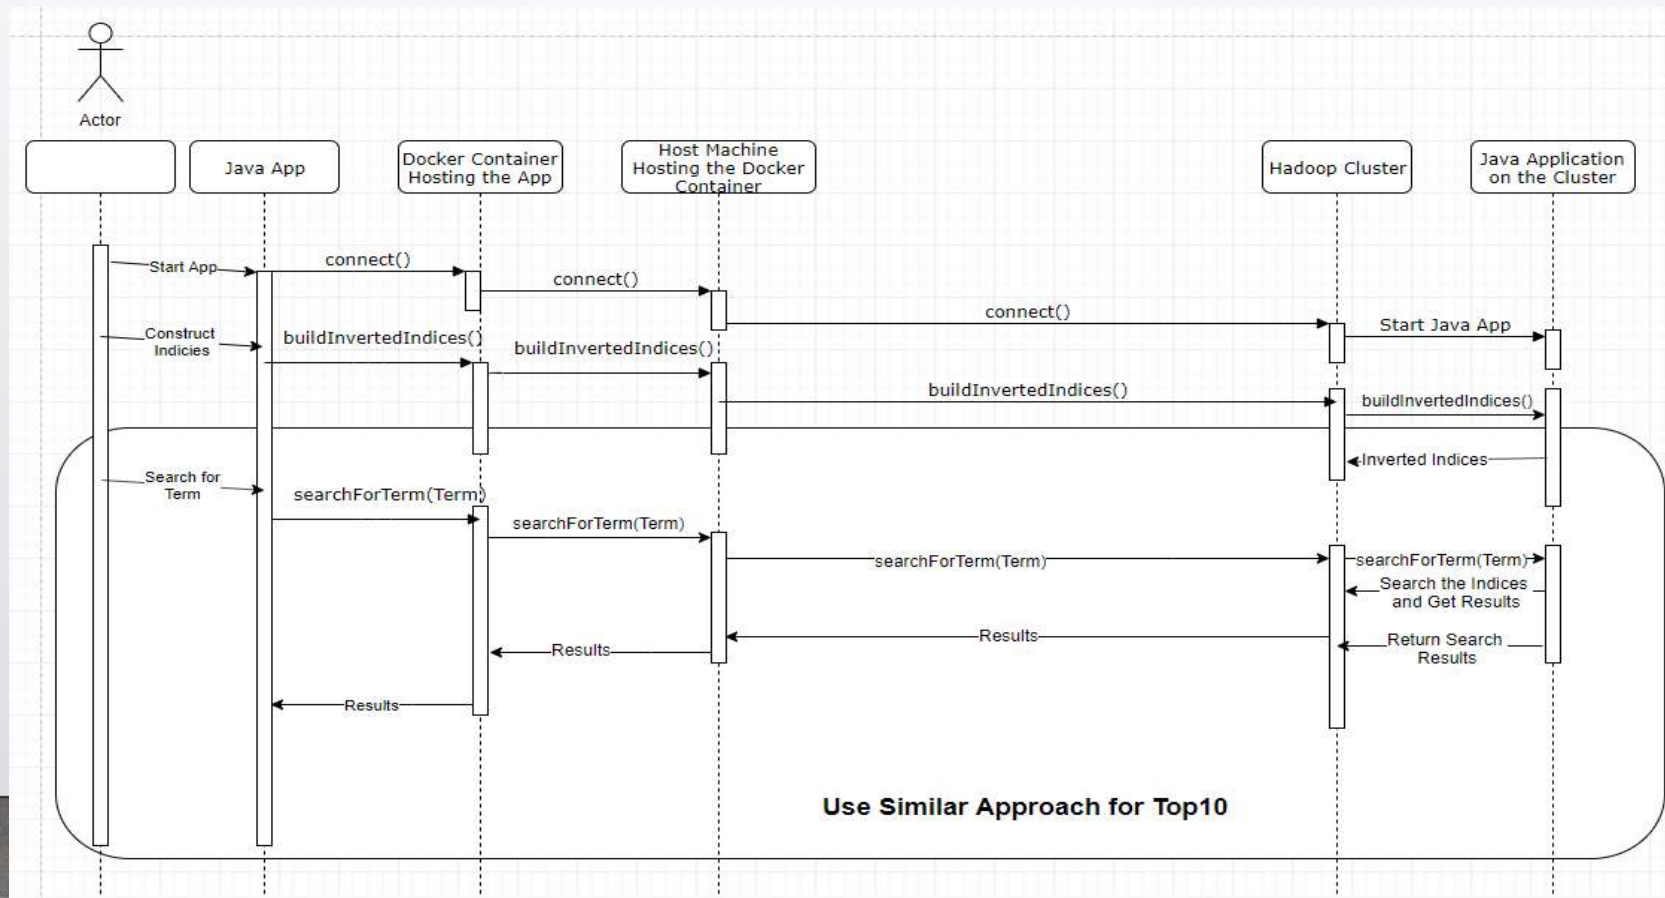 Actor
Java App
Docker Container
Hosting the App
Host Machine
Hosting the Docker
Container
Hadoop Cluster
Java Application
on the Cluster
Start App
connect()
connect()
connect()
Start Java App
Construct
Indicies
buildInvertedIndices()
buildInvertedIndices()
buildInvertedIndices()
buildInvertedIndices()
Inverted Indices
Search for
Term
searchForTerm(Term)
searchForTerm(Term)
searchForTerm(Term)
searchForTerm(Term)
Search the Indices
and Get Results
Return Search
Results
Results
Results
Results
Use Similar Approach for Top10